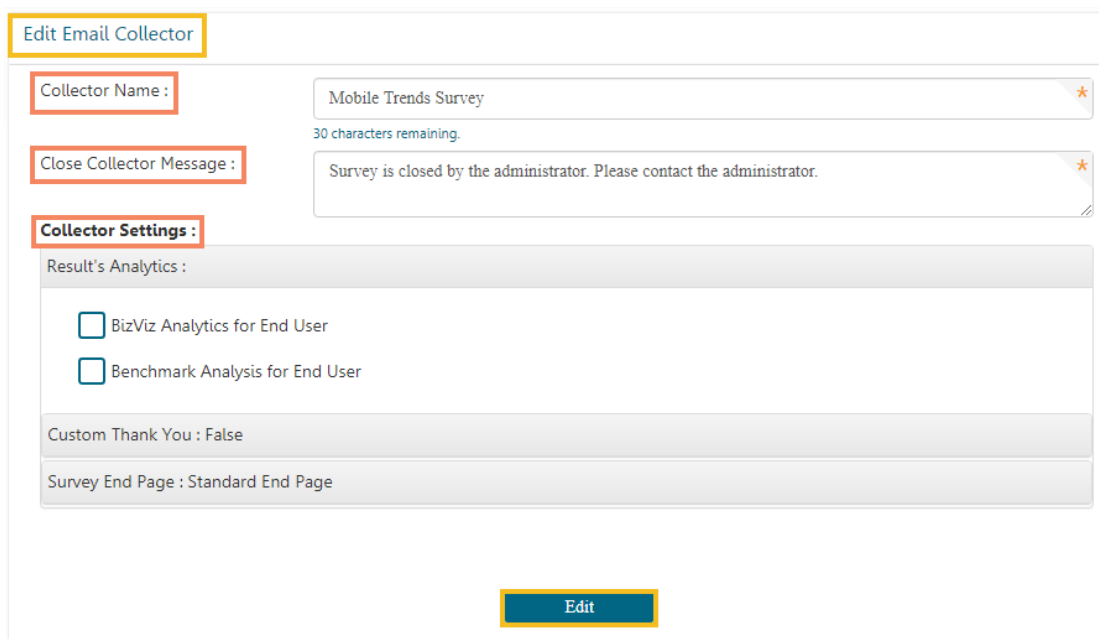 Edit Email Collector
Collector Name :
Mobile Trends Survey
*
30 characters remaining.
Close Collector Message :
Survey is closed by the administrator. Please contact the administrator.
*
Collector Settings :
Result's Analytics :
BizViz Analytics for End User
Benchmark Analysis for End User
Custom Thank You : False
Survey End Page : Standard End Page
Edit